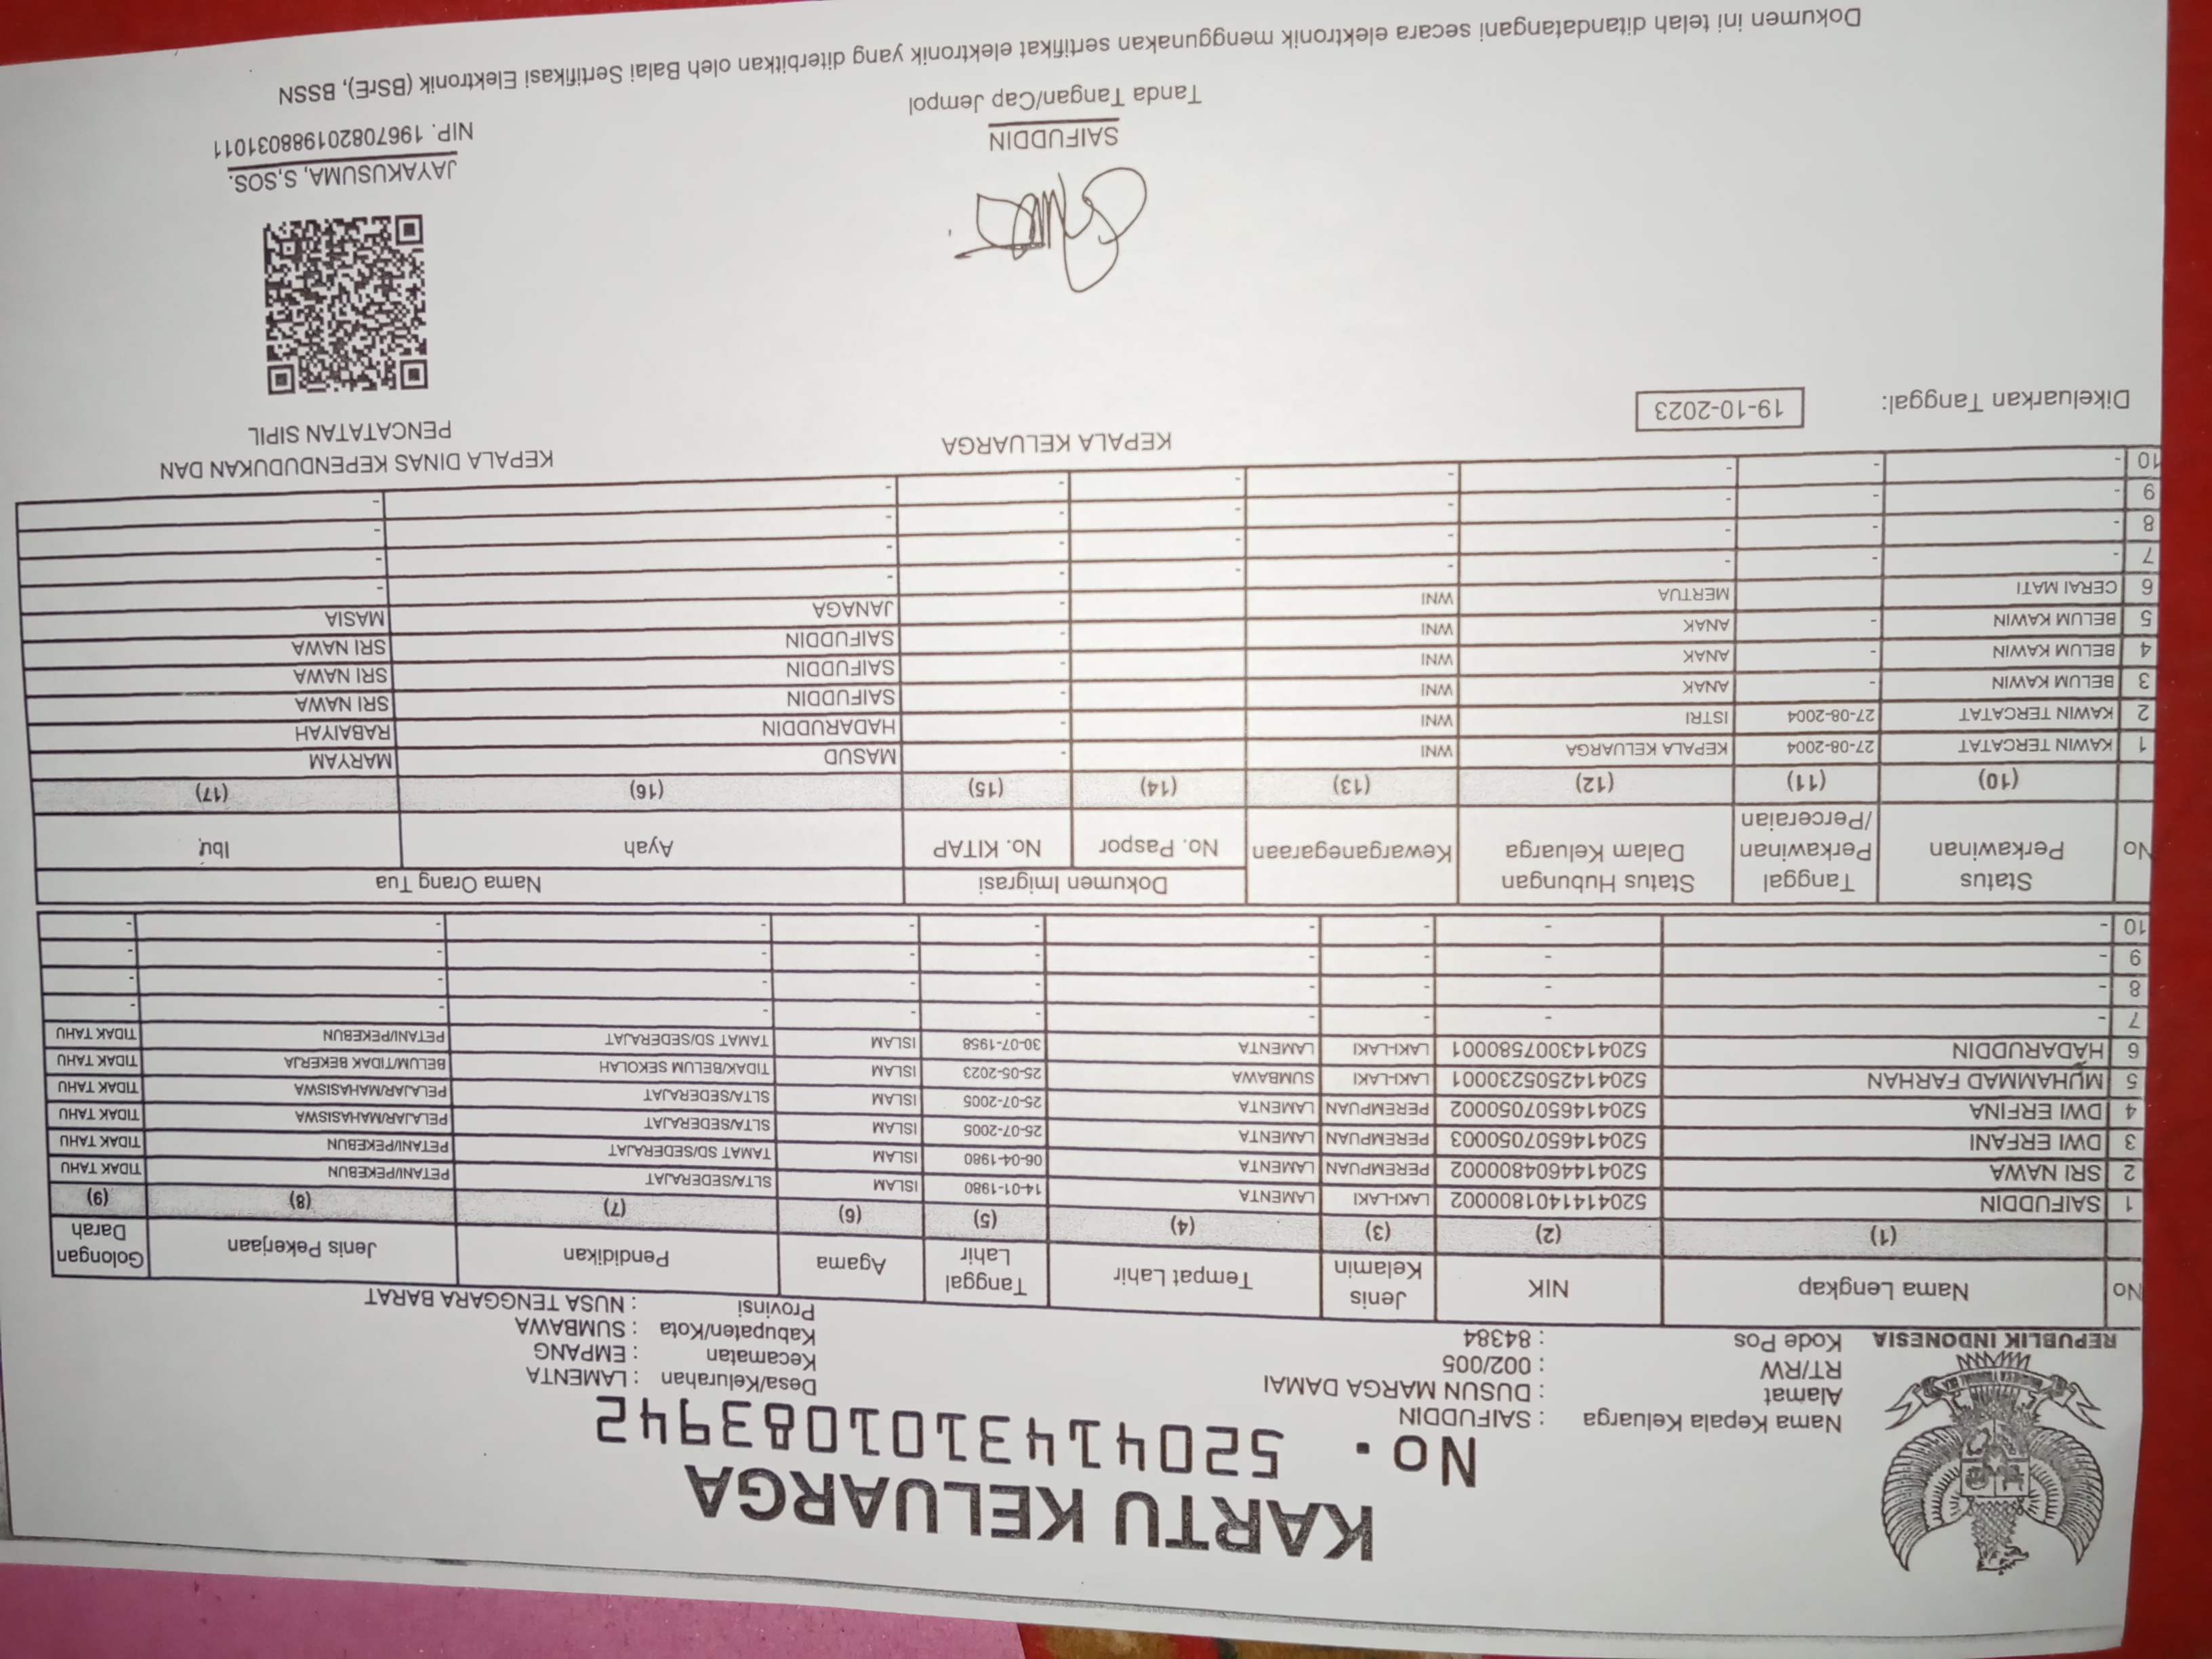 KARTU KELUARGA
No. 5204143101083942
REPUBLIK INDONESIA
Nama Kepala Keluarga : SAIFUDDIN
Alamat : DUSUN MARGA DAMAI
RT/RW : 002/005
Kode Pos : 84384
Desa/Kelurahan : LAMENTA
Kecamatan : EMPANG
Kabupaten/Kota : SUMBAWA
Provinsi : NUSA TENGGARA BARAT
No Nama Lengkap NIK Jenis Kelamin Tempat Lahir Tanggal Lahir Agama Pendidikan Jenis Pekerjaan Golongan Darah
(1) (2) (3) (4) (5) (6) (7) (8) (9)
1 SAIFUDDIN 5204141401800002 LAKI-LAKI LAMENTA 14-01-1980 ISLAM SLTA/SEDERAJAT PETANI/PEKEBUN TIDAK TAHU
2 SRI NAWA 5204144604800002 PEREMPUAN LAMENTA 06-04-1980 ISLAM TAMAT SD/SEDERAJAT PETANI/PEKEBUN TIDAK TAHU
3 DWI ERFANI 5204146507050003 PEREMPUAN LAMENTA 25-07-2005 ISLAM SLTA/SEDERAJAT PELAJAR/MAHASISWA TIDAK TAHU
4 DWI ERFINA 5204146507050002 PEREMPUAN LAMENTA 25-07-2005 ISLAM SLTA/SEDERAJAT PELAJAR/MAHASISWA TIDAK TAHU
5 MUHAMMAD FARHAN 5204142505230001 LAKI-LAKI SUMBAWA 25-05-2023 ISLAM TIDAK/BELUM SEKOLAH BELUM/TIDAK BEKERJA TIDAK TAHU
6 HADARUDDIN 5204143007580001 LAKI-LAKI LAMENTA 30-07-1958 ISLAM TAMAT SD/SEDERAJAT PETANI/PEKEBUN TIDAK TAHU
7 - - - - - - - - -
8 - - - - - - - - -
9 - - - - - - - - -
10 - - - - - - - - -
No Status Perkawinan Tanggal Perkawinan /Perceraian Status Hubungan Dalam Keluarga Kewarganegaraan Dokumen Imigrasi No. Paspor No. KITAP Nama Orang Tua Ayah Ibu
(10) (11) (12) (13) (14) (15) (16) (17)
1 KAWIN TERCATAT 27-08-2004 KEPALA KELUARGA WNI - - MASUD MARYAM
2 KAWIN TERCATAT 27-08-2004 ISTRI WNI - - HADARUDDIN RABAIYAH
3 BELUM KAWIN - ANAK WNI - - SAIFUDDIN SRI NAWA
4 BELUM KAWIN - ANAK WNI - - SAIFUDDIN SRI NAWA
5 BELUM KAWIN - ANAK WNI - - SAIFUDDIN SRI NAWA
6 CERAI MATI MERTUA WNI - - JANAGA MASIA
7 - - - - - - - -
8 - - - - - - - -
9 - - - - - - - -
10 - - - - - - - -
Dikeluarkan Tanggal: 19-10-2023
KEPALA KELUARGA
SAIFUDDIN
Tanda Tangan/Cap Jempol
KEPALA DINAS KEPENDUDUKAN DAN
PENCATATAN SIPIL
JAYAKUSUMA, S,SOS.
NIP. 196708201988031011
Dokumen ini telah ditandatangani secara elektronik menggunakan sertifikat elektronik yang diterbitkan oleh Balai Sertifikasi Elektronik (BSrE), BSSN